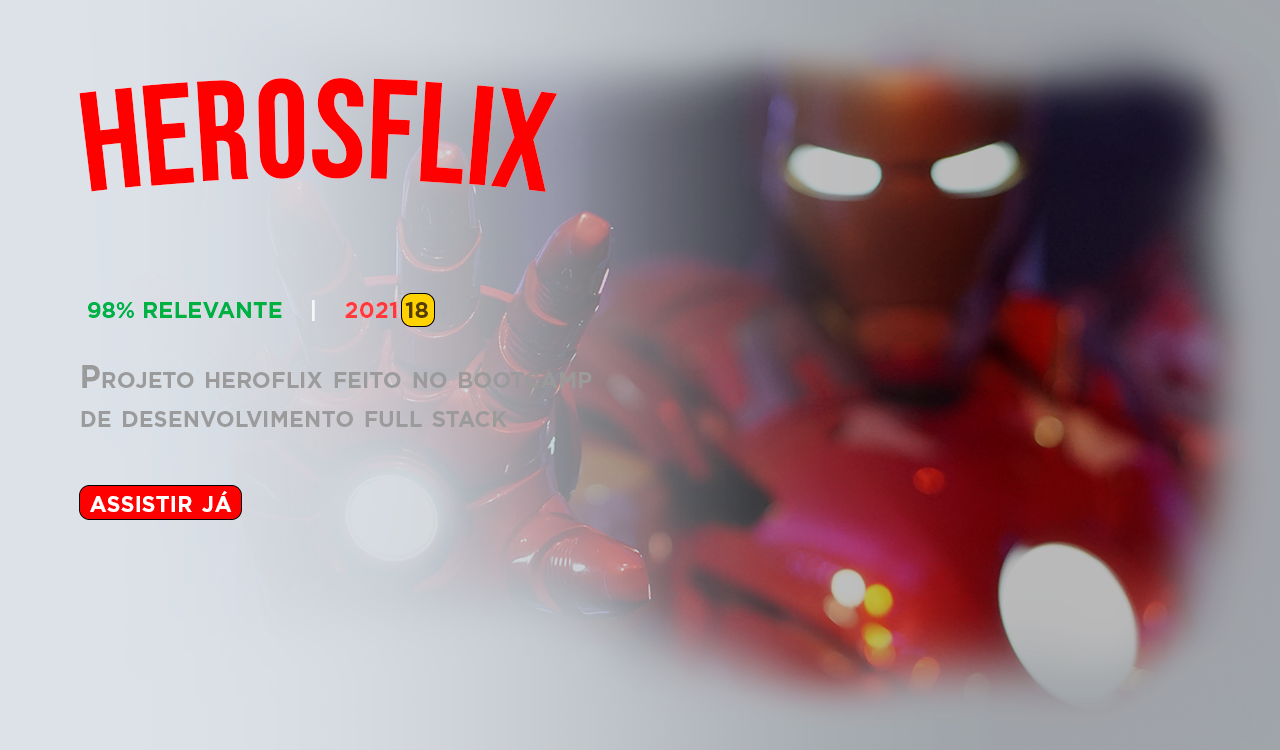 HEROSFLIX
98% RELEVANTE | 2021 18
PROJETO HEROFLIX FEITO NO BOOTCAMP
DE DESENVOLVIMENTO FULL STACK
ASSISTIR JÁ